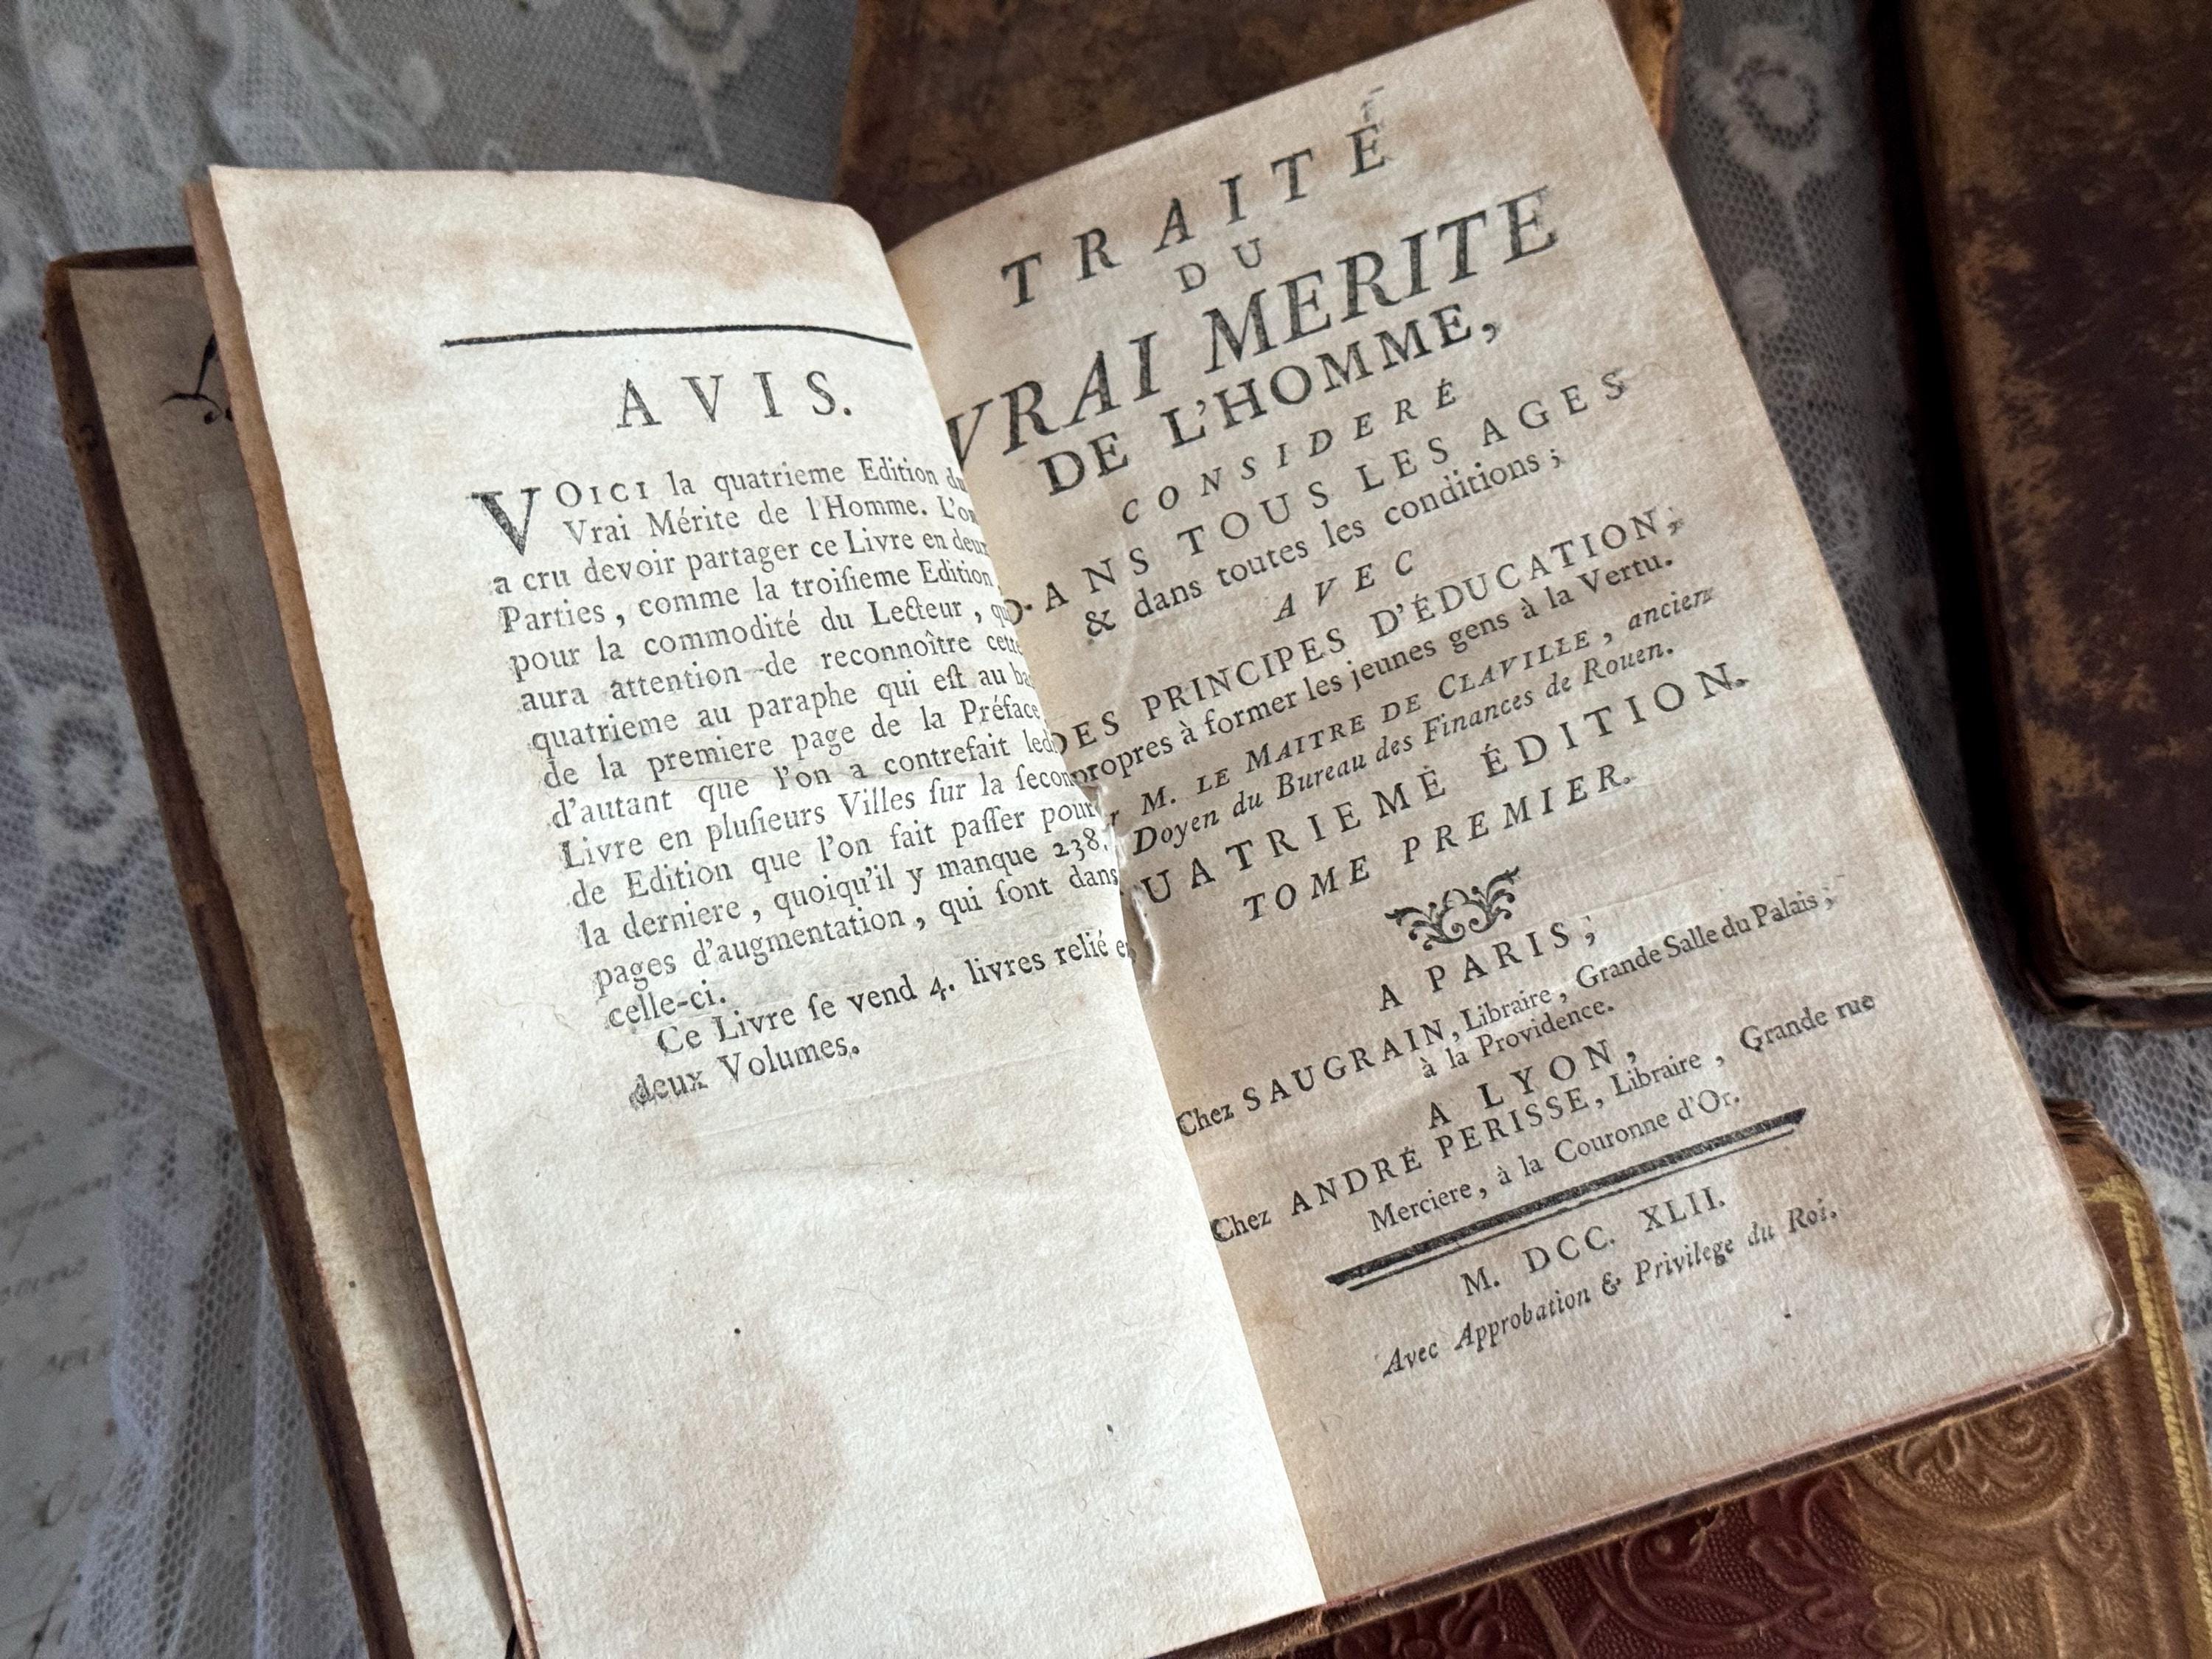 AVIS.
VOICI la quatrieme Edition du
Vrai Mérite de l'Homme. L'on
a cru devoir partager ce Livre en deux
Parties, comme la troiſieme Edition,
pour la commodité du Lecteur, qui
aura attention de reconnoître cette
quatrieme au paraphe qui eſt au bas
de la premiere page de la Préface,
d'autant que l'on a contrefait led.
Livre en pluſieurs Villes ſur la ſecon-
de Edition que l'on fait paſſer pour
la derniere, quoiqu'il y manque 238.
pages d'augmentation, qui ſont dans
celle-ci.
Ce Livre ſe vend 4. livres relié en
deux Volumes.
TRAITÉ
DU
VRAI MERITE
DE L'HOMME,
CONSIDERÉ
DANS TOUS LES AGES
& dans toutes les conditions;
AVEC
DES PRINCIPES D'ÉDUCATION,
propres à former les jeunes gens à la Vertu.
r M. LE MAITRE DE CLAVILLE, ancien
Doyen du Bureau des Finances de Rouen.
UATRIEME ÉDITION.
TOME PREMIER.
A PARIS,
Chez SAUGRAIN, Libraire, Grande Salle du Palais,
à la Providence.
A LYON,
Chez ANDRÉ PERISSE, Libraire, Grande rue
Merciere, à la Couronne d'Or.
M. DCC. XLII.
Avec Approbation & Privilege du Roi.